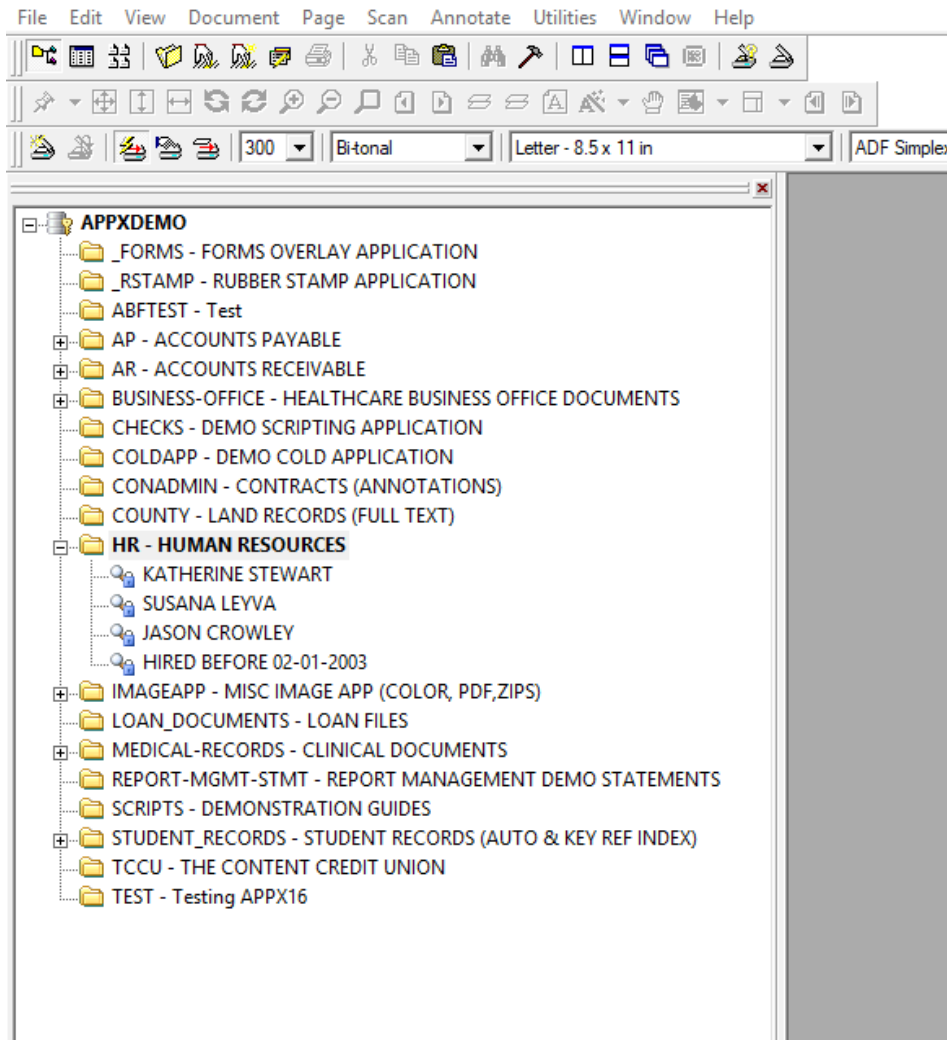 File Edit View Document Page Scan Annotate Utilities Window Help
300 Bi-tonal Letter - 8.5 x 11 in ADF Simplex
APPXDEMO
_FORMS - FORMS OVERLAY APPLICATION
_RSTAMP - RUBBER STAMP APPLICATION
ABFTEST - Test
AP - ACCOUNTS PAYABLE
AR - ACCOUNTS RECEIVABLE
BUSINESS-OFFICE - HEALTHCARE BUSINESS OFFICE DOCUMENTS
CHECKS - DEMO SCRIPTING APPLICATION
COLDAPP - DEMO COLD APPLICATION
CONADMIN - CONTRACTS (ANNOTATIONS)
COUNTY - LAND RECORDS (FULL TEXT)
HR - HUMAN RESOURCES
KATHERINE STEWART
SUSANA LEYVA
JASON CROWLEY
HIRED BEFORE 02-01-2003
IMAGEAPP - MISC IMAGE APP (COLOR, PDF,ZIPS)
LOAN_DOCUMENTS - LOAN FILES
MEDICAL-RECORDS - CLINICAL DOCUMENTS
REPORT-MGMT-STMT - REPORT MANAGEMENT DEMO STATEMENTS
SCRIPTS - DEMONSTRATION GUIDES
STUDENT_RECORDS - STUDENT RECORDS (AUTO & KEY REF INDEX)
TCCU - THE CONTENT CREDIT UNION
TEST - Testing APPX16